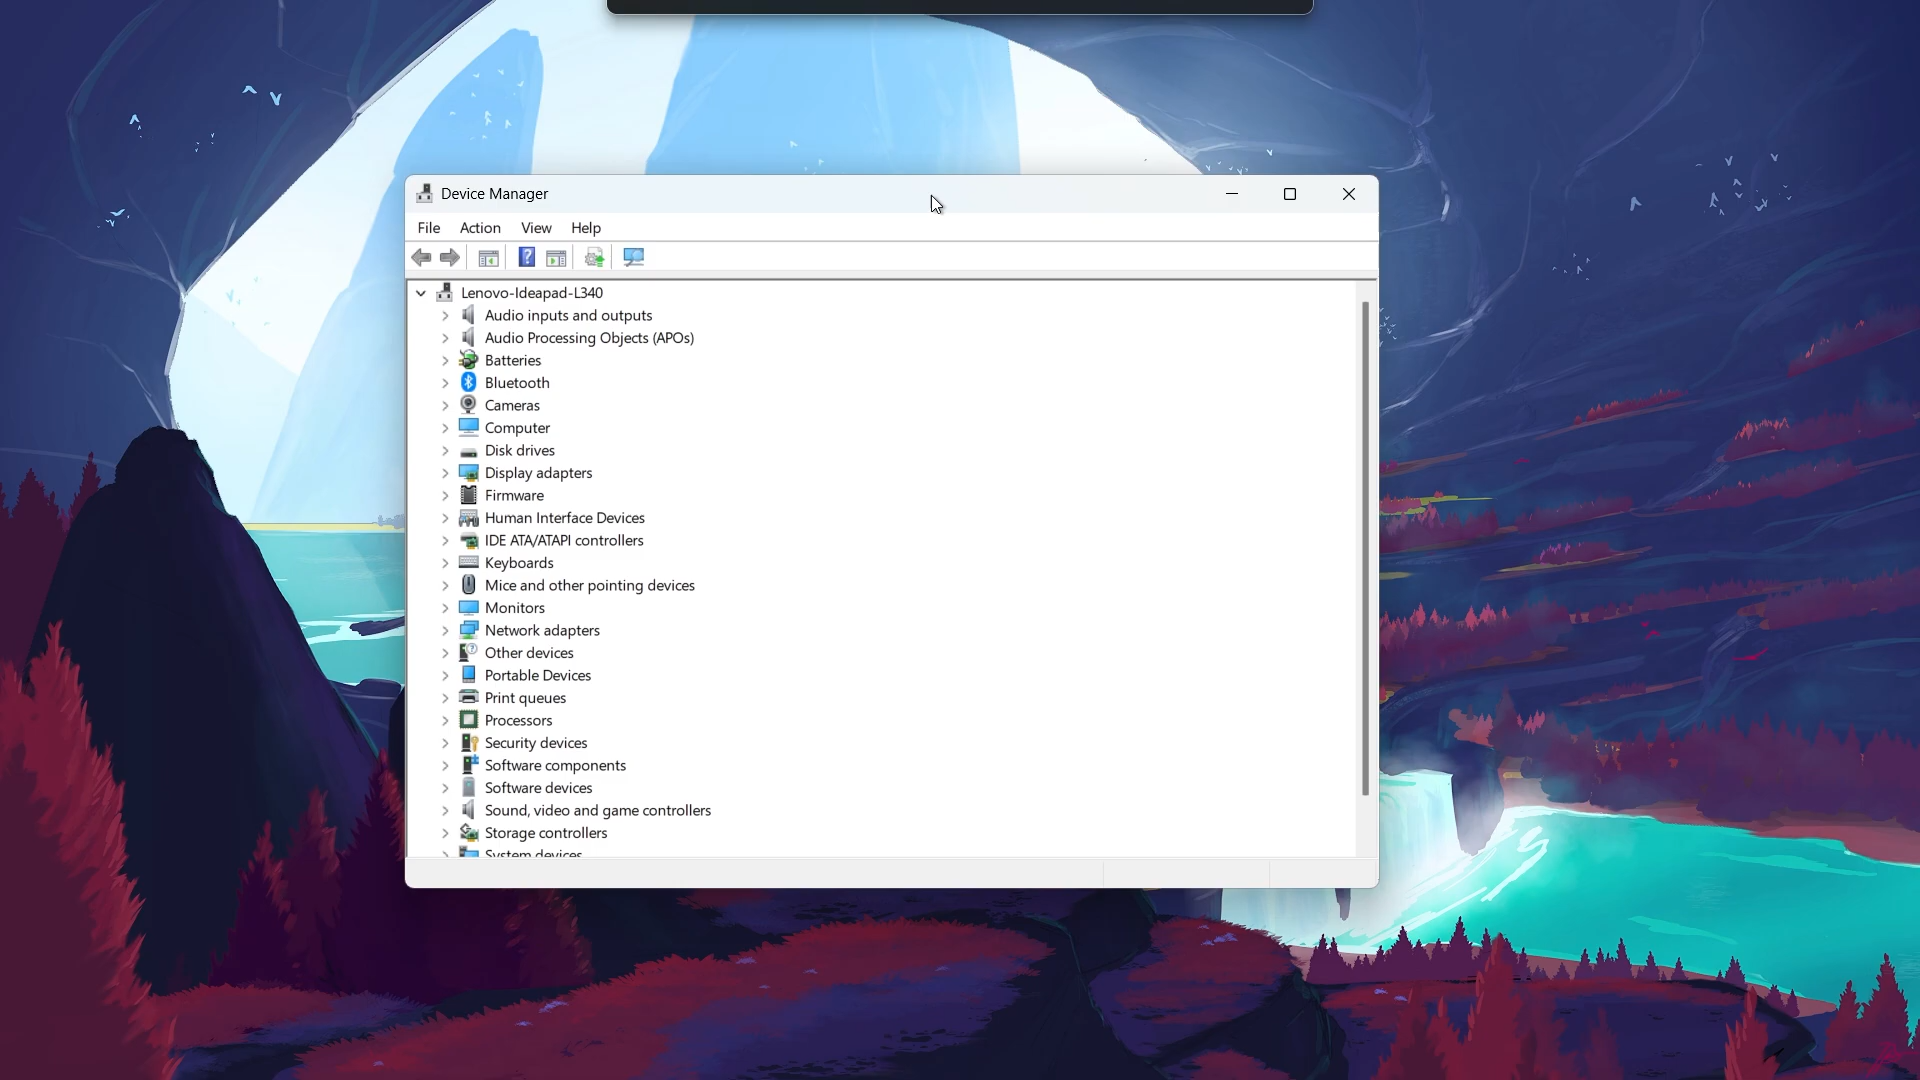 Device Manager
File Action View Help
Lenovo-Ideapad-L340
Audio inputs and outputs
Audio Processing Objects (APOs)
Batteries
Bluetooth
Cameras
Computer
Disk drives
Display adapters
Firmware
Human Interface Devices
IDE ATA/ATAPI controllers
Keyboards
Mice and other pointing devices
Monitors
Network adapters
Other devices
Portable Devices
Print queues
Processors
Security devices
Software components
Software devices
Sound, video and game controllers
Storage controllers
System devices